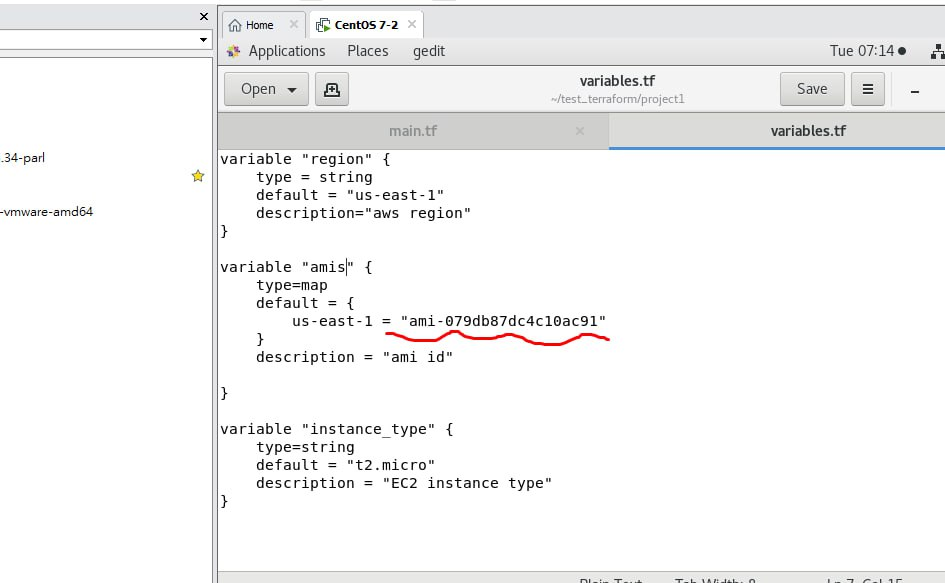 Home
CentOS 7-2
Applications Places gedit Tue 07:14
Open variables.tf Save
~/test_terraform/project1
main.tf variables.tf
.34-parl
-vmware-amd64
variable "region" {
    type = string
    default = "us-east-1"
    description="aws region"
}
variable "amis" {
    type=map
    default = {
        us-east-1 = "ami-079db87dc4c10ac91"
    }
    description = "ami id"
}
variable "instance_type" {
    type=string
    default = "t2.micro"
    description = "EC2 instance type"
}
Plain Text Tab Width: 8 Ln 7, Col 15